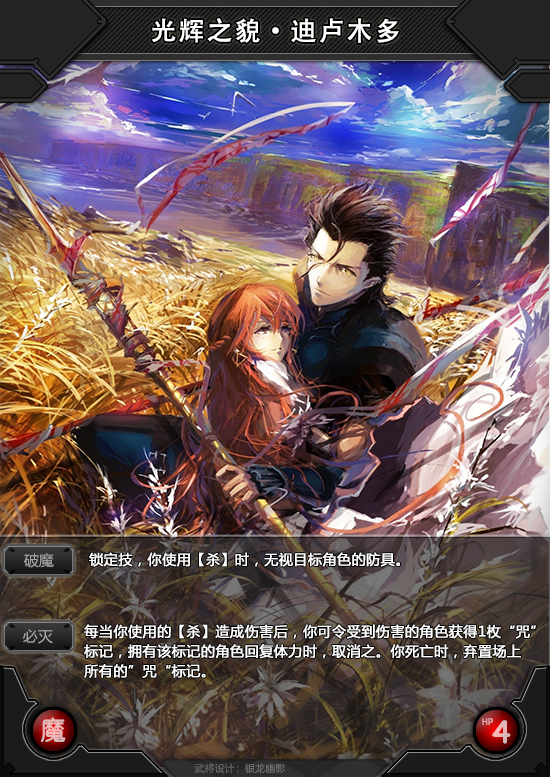 光辉之貌·迪卢木多
破魔
锁定技，你使用【杀】时，无视目标角色的防具。
必灭
每当你使用的【杀】造成伤害后，你可令受到伤害的角色获得1枚“咒”
标记，拥有该标记的角色回复体力时，取消之。你死亡时，弃置场上
所有的”咒“标记。
魔
HP 4
武将设计：银龙幽影